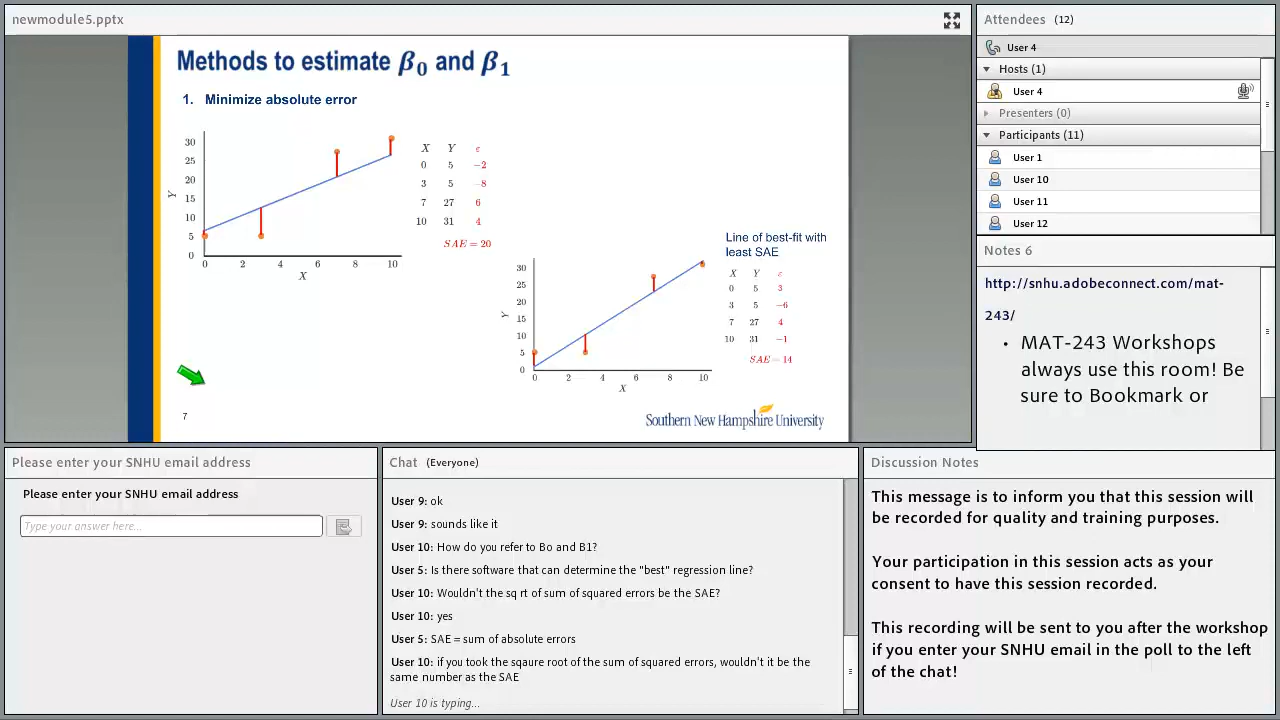 newmodule5.pptx
Methods to estimate β0 and β1
1. Minimize absolute error
30
25
20
15
10
5
0
Y
0 2 4 6 8 10
X
X Y ε
0 5 −2
3 5 −8
7 27 6
10 31 4
SAE = 20
Line of best-fit with
least SAE
30
25
20
15
10
5
0
Y
0 2 4 6 8 10
X
X Y ε
0 5 3
3 5 −6
7 27 4
10 31 −1
SAE = 14
7
Southern New Hampshire University
Attendees (12)
User 4
Hosts (1)
User 4
Presenters (0)
Participants (11)
User 1
User 10
User 11
User 12
Notes 6
http://snhu.adobeconnect.com/mat-
243/
• MAT-243 Workshops
always use this room! Be
sure to Bookmark or
Please enter your SNHU email address
Please enter your SNHU email address
Type your answer here...
Chat (Everyone)
User 9: ok
User 9: sounds like it
User 10: How do you refer to Bo and B1?
User 5: Is there software that can determine the "best" regression line?
User 10: Wouldn't the sq rt of sum of squared errors be the SAE?
User 10: yes
User 5: SAE = sum of absolute errors
User 10: if you took the sqaure root of the sum of squared errors, wouldn't it be the
same number as the SAE
User 10 is typing...
Discussion Notes
This message is to inform you that this session will
be recorded for quality and training purposes.
Your participation in this session acts as your
consent to have this session recorded.
This recording will be sent to you after the workshop
if you enter your SNHU email in the poll to the left
of the chat!